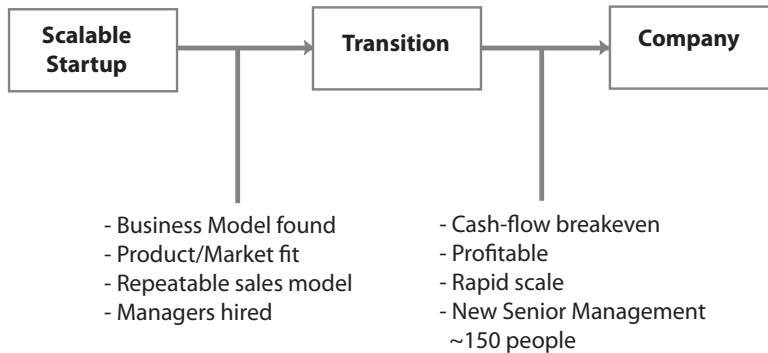 Scalable
Startup
Transition
Company
- Business Model found
- Product/Market fit
- Repeatable sales model
- Managers hired
- Cash-flow breakeven
- Profitable
- Rapid scale
- New Senior Management
~150 people